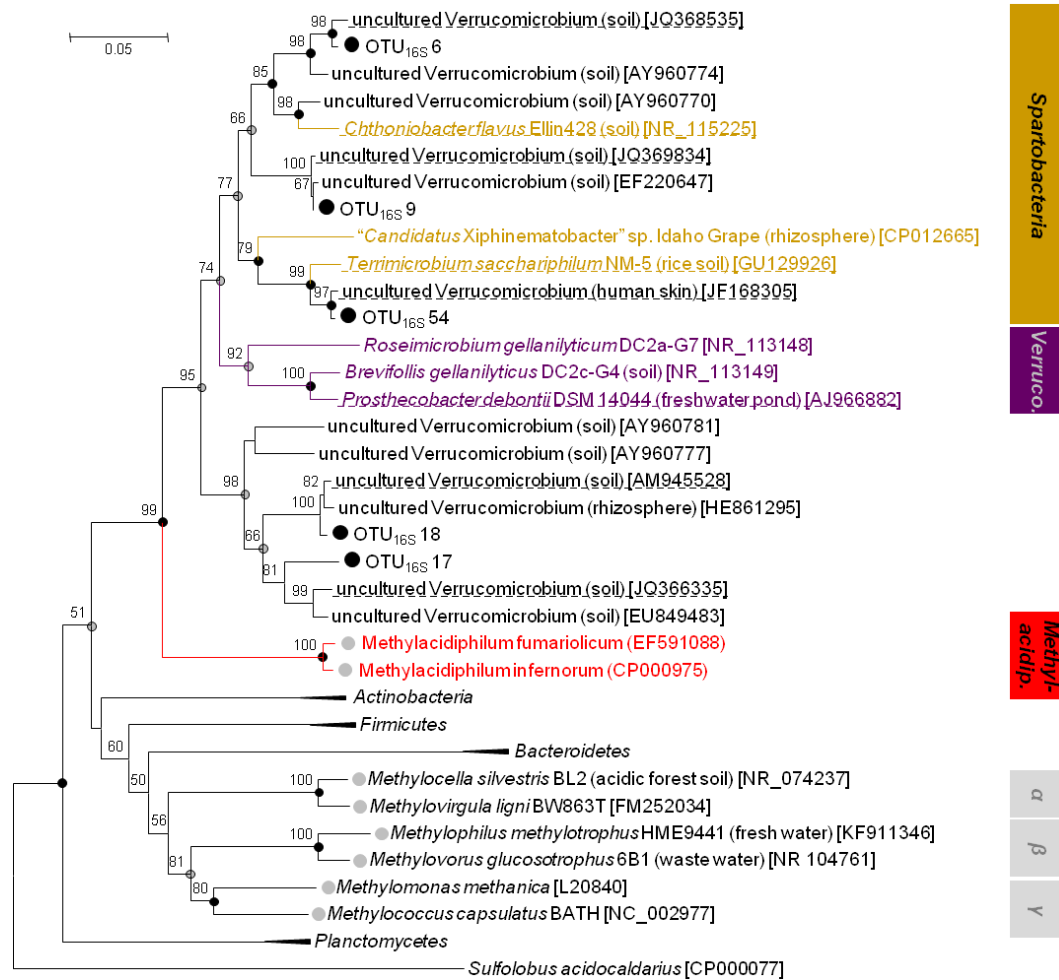 0.05
98
uncultured Verrucomicrobium (soil) [JQ368535]
98
OTU16S 6
85
uncultured Verrucomicrobium (soil) [AY960774]
98
uncultured Verrucomicrobium (soil) [AY960770]
66
Chthoniobacter flavus Ellin428 (soil) [NR_115225]
100
uncultured Verrucomicrobium (soil) [JQ369834]
77
67
uncultured Verrucomicrobium (soil) [EF220647]
OTU16S 9
79
"Candidatus Xiphinematobacter" sp. Idaho Grape (rhizosphere) [CP012665]
74
99
Terrimicrobium sacchariphilum NM-5 (rice soil) [GU129926]
97
uncultured Verrucomicrobium (human skin) [JF168305]
OTU16S 54
Spartobacteria
92
Roseimicrobium gellanilyticum DC2a-G7 [NR_113148]
95
100
Brevifollis gellanilyticus DC2c-G4 (soil) [NR_113149]
Prosthecobacter debontii DSM 14044 (freshwater pond) [AJ966882]
Verruco.
uncultured Verrucomicrobium (soil) [AY960781]
98
uncultured Verrucomicrobium (soil) [AY960777]
82
uncultured Verrucomicrobium (soil) [AM945528]
99
100
uncultured Verrucomicrobium (rhizosphere) [HE861295]
66
OTU16S 18
81
OTU16S 17
99
uncultured Verrucomicrobium (soil) [JQ366335]
51
uncultured Verrucomicrobium (soil) [EU849483]
100
Methylacidiphilum fumariolicum (EF591088)
Methylacidiphilum infernorum (CP000975)
Methyl-
acidip.
Actinobacteria
60
Firmicutes
50
Bacteroidetes
100
Methylocella silvestris BL2 (acidic forest soil) [NR_074237]
56
Methylovirgula ligni BW863T [FM252034]
α
100
Methylophilus methylotrophus HME9441 (fresh water) [KF911346]
81
Methylovorus glucosotrophus 6B1 (waste water) [NR 104761]
β
80
Methylomonas methanica [L20840]
Methylococcus capsulatus BATH [NC_002977]
γ
Planctomycetes
Sulfolobus acidocaldarius [CP000077]